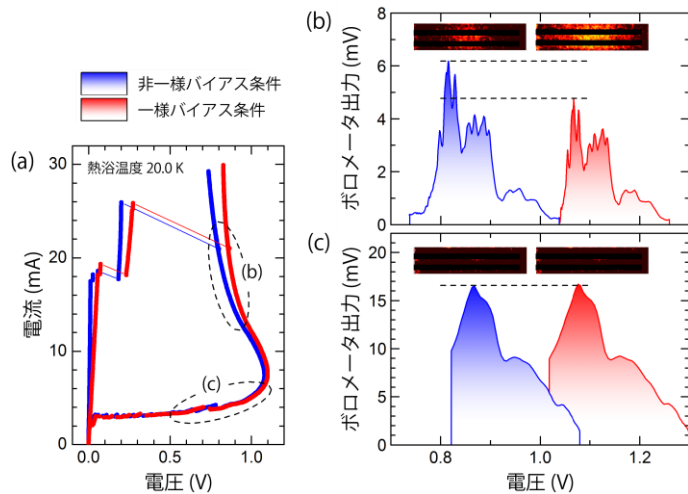 非一様バイアス条件
一様バイアス条件
(a)
熱浴温度 20.0 K
30
20
10
0
電流 (mA)
0.0
0.5
1.0
電圧 (V)
(b)
(c)
(b)
8
6
4
2
0
ボロメータ出力 (mV)
(c)
20
15
10
5
0
ボロメータ出力 (mV)
0.8
1.0
1.2
電圧 (V)